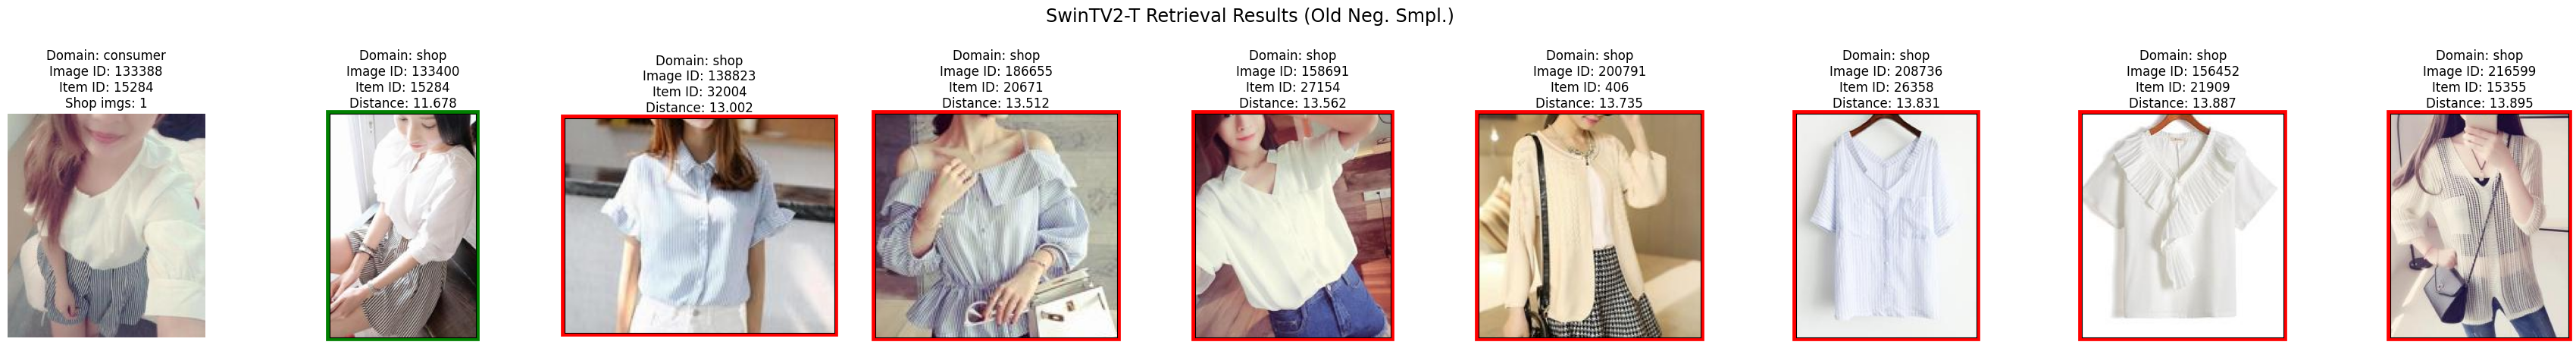 SwinTV2-T Retrieval Results (Old Neg. Smpl.)
Domain: consumer
Image ID: 133388
Item ID: 15284
Shop imgs: 1
Domain: shop
Image ID: 133400
Item ID: 15284
Distance: 11.678
Domain: shop
Image ID: 138823
Item ID: 32004
Distance: 13.002
Domain: shop
Image ID: 186655
Item ID: 20671
Distance: 13.512
Domain: shop
Image ID: 158691
Item ID: 27154
Distance: 13.562
Domain: shop
Image ID: 200791
Item ID: 406
Distance: 13.735
Domain: shop
Image ID: 208736
Item ID: 26358
Distance: 13.831
Domain: shop
Image ID: 156452
Item ID: 21909
Distance: 13.887
Domain: shop
Image ID: 216599
Item ID: 15355
Distance: 13.895